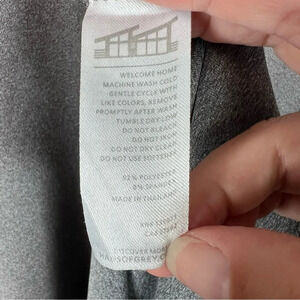 WELCOME HOME
MACHINE WASH COLD
GENTLE CYCLE WITH
LIKE COLORS, REMOVE
PROMPTLY AFTER WASH
TUMBLE DRY LOW
DO NOT BLEACH
DO NOT IRON
DO NOT DRY CLEAN
DO NOT USE SOFTENER
92% POLYESTER
8% SPANDEX
MADE IN THAILAND
DISCOVER MORE